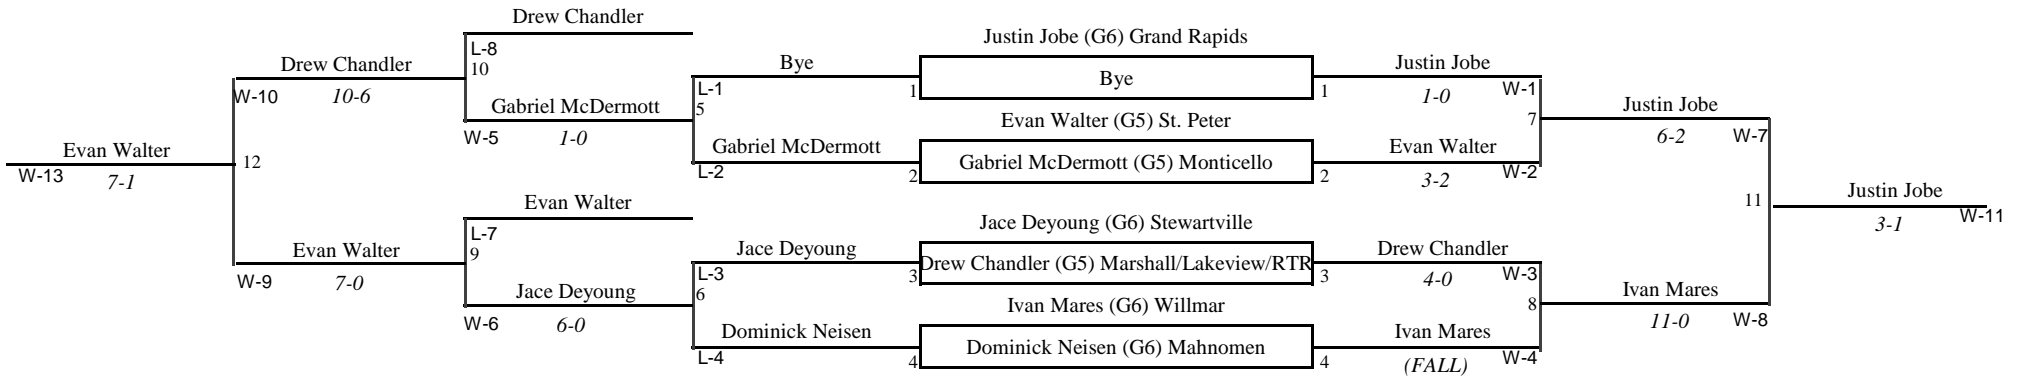 Drew Chandler
L-8
10
Drew Chandler
W-10
10-6
Gabriel McDermott
W-5
1-0
Evan Walter
W-13
7-1
12
Evan Walter
L-7
9
Evan Walter
W-9
7-0
Jace Deyoung
W-6
6-0
Bye
L-1
5
Gabriel McDermott
L-2
Jace Deyoung
L-3
6
Dominick Neisen
L-4
Justin Jobe (G6) Grand Rapids
1
Bye
1
Evan Walter (G5) St. Peter
2
Gabriel McDermott (G5) Monticello
2
Jace Deyoung (G6) Stewartville
3
Drew Chandler (G5) Marshall/Lakeview/RTR
3
Ivan Mares (G6) Willmar
4
Dominick Neisen (G6) Mahnomen
4
Justin Jobe
1-0
W-1
7
Evan Walter
3-2
W-2
Drew Chandler
4-0
W-3
8
Ivan Mares
(FALL)
W-4
Justin Jobe
6-2
W-7
11
Ivan Mares
11-0
W-8
Justin Jobe
3-1
W-11